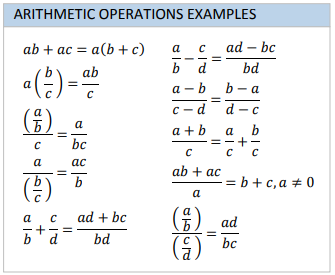 ARITHMETIC OPERATIONS EXAMPLES
ab + ac = a(b + c)
a(b/c) = ab/c
(a/b)/c = a/bc
a/(b/c) = ac/b
a/b + c/d = ad + bc/bd
a/b − c/d = ad − bc/bd
a − b/c − d = b − a/d − c
a + b/c = a/c + b/c
ab + ac/a = b + c, a ≠ 0
(a/b)/(c/d) = ad/bc